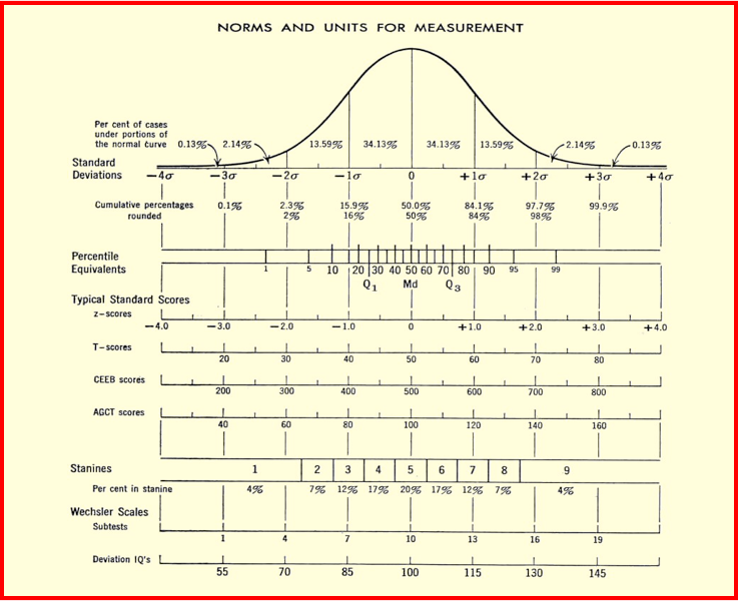 NORMS AND UNITS FOR MEASUREMENT
Per cent of cases
under portions of
the normal curve
0.13% 2.14% 13.59% 34.13% 34.13% 13.59% 2.14% 0.13%
Standard
Deviations
−4σ −3σ −2σ −1σ 0 +1σ +2σ +3σ +4σ
Cumulative percentages 0.1% 2.3% 15.9% 50.0% 84.1% 97.7% 99.9%
rounded 2% 16% 50% 84% 98%
Percentile
Equivalents
1 5 10 20 30 40 50 60 70 80 90 95 99
Q1 Md Q3
Typical Standard Scores
z−scores
−4.0 −3.0 −2.0 −1.0 0 +1.0 +2.0 +3.0 +4.0
T−scores
20 30 40 50 60 70 80
CEEB scores
200 300 400 500 600 700 800
AGCT scores
40 60 80 100 120 140 160
Stanines 1 2 3 4 5 6 7 8 9
Per cent in stanine 4% 7% 12% 17% 20% 17% 12% 7% 4%
Wechsler Scales
Subtests
1 4 7 10 13 16 19
Deviation IQ's
55 70 85 100 115 130 145